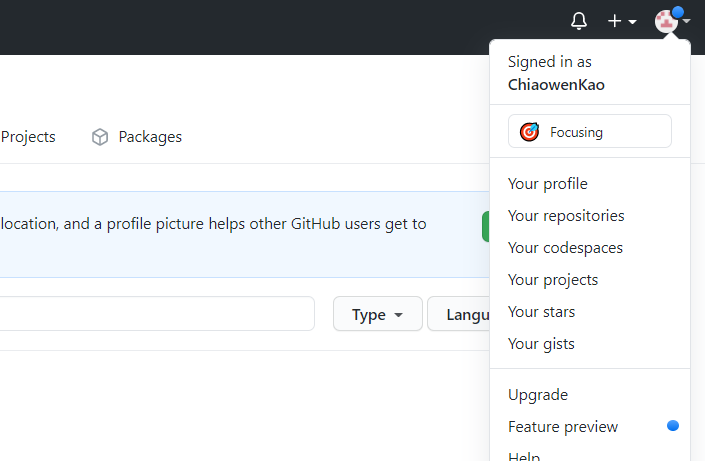 Signed in as
ChiaowenKao
Focusing
Projects
Packages
Your profile
Your repositories
location, and a profile picture helps other GitHub users get to
Your codespaces
Your projects
Your stars
Type
Langu
Your gists
Upgrade
Feature preview
Help